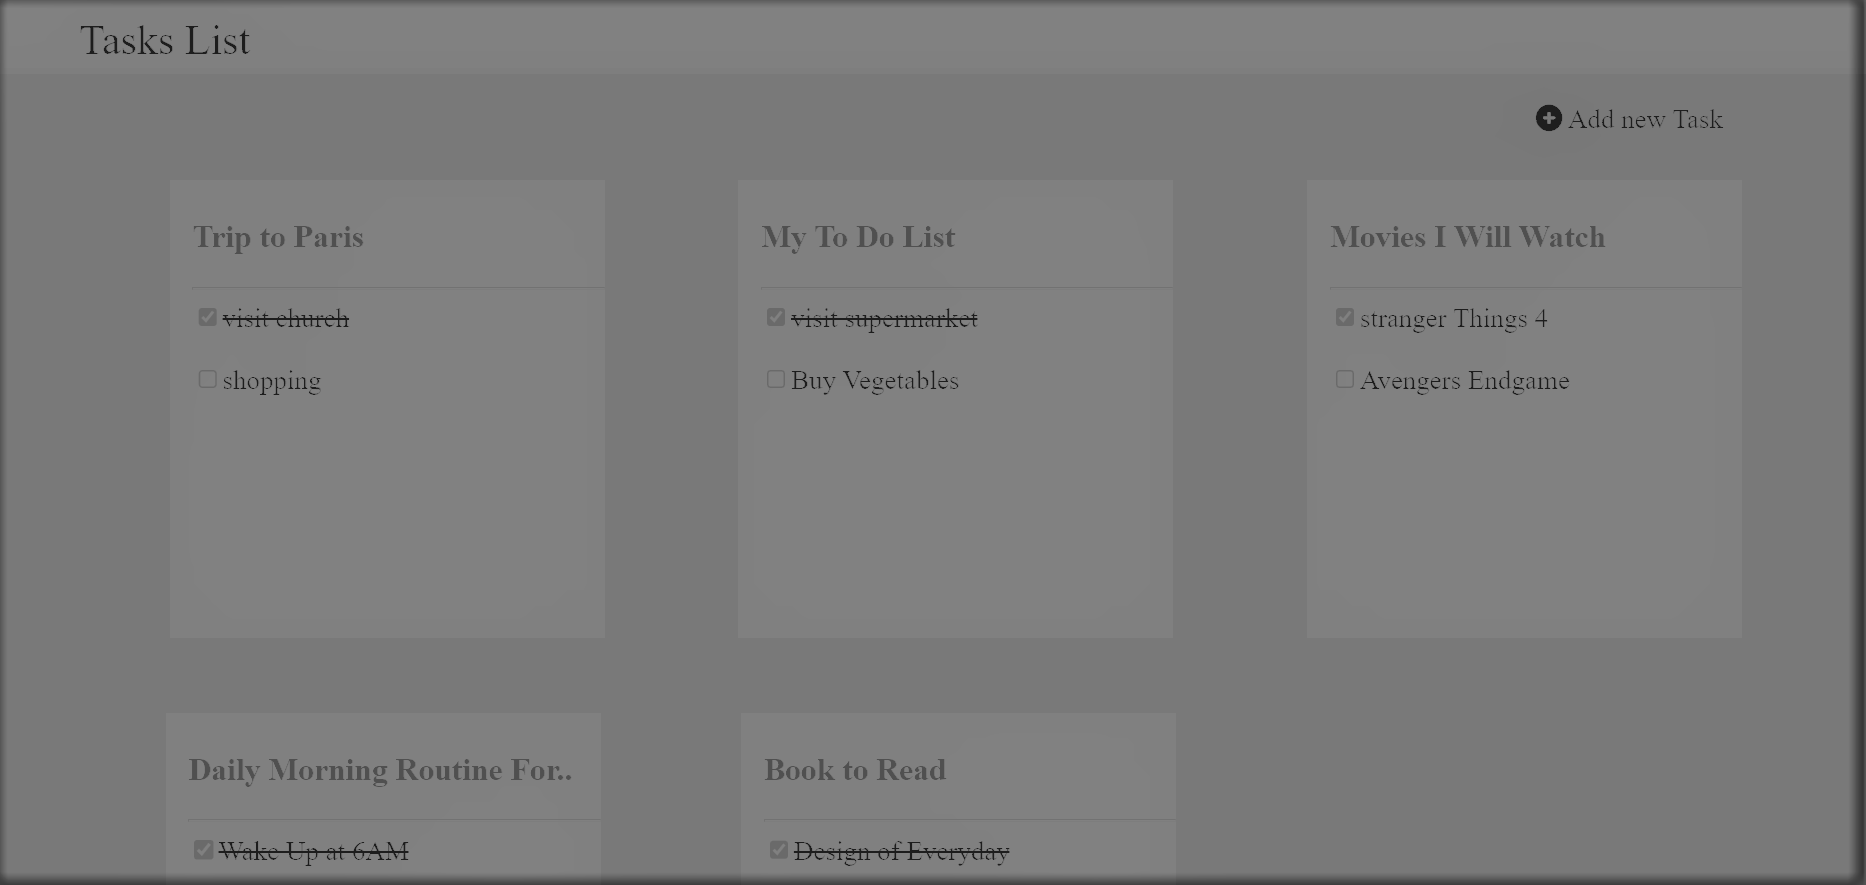 Tasks List
Add new Task
Trip to Paris
visit church
shopping
My To Do List
visit supermarket
Buy Vegetables
Movies I Will Watch
stranger Things 4
Avengers Endgame
Daily Morning Routine For..
Wake Up at 6AM
Book to Read
Design of Everyday